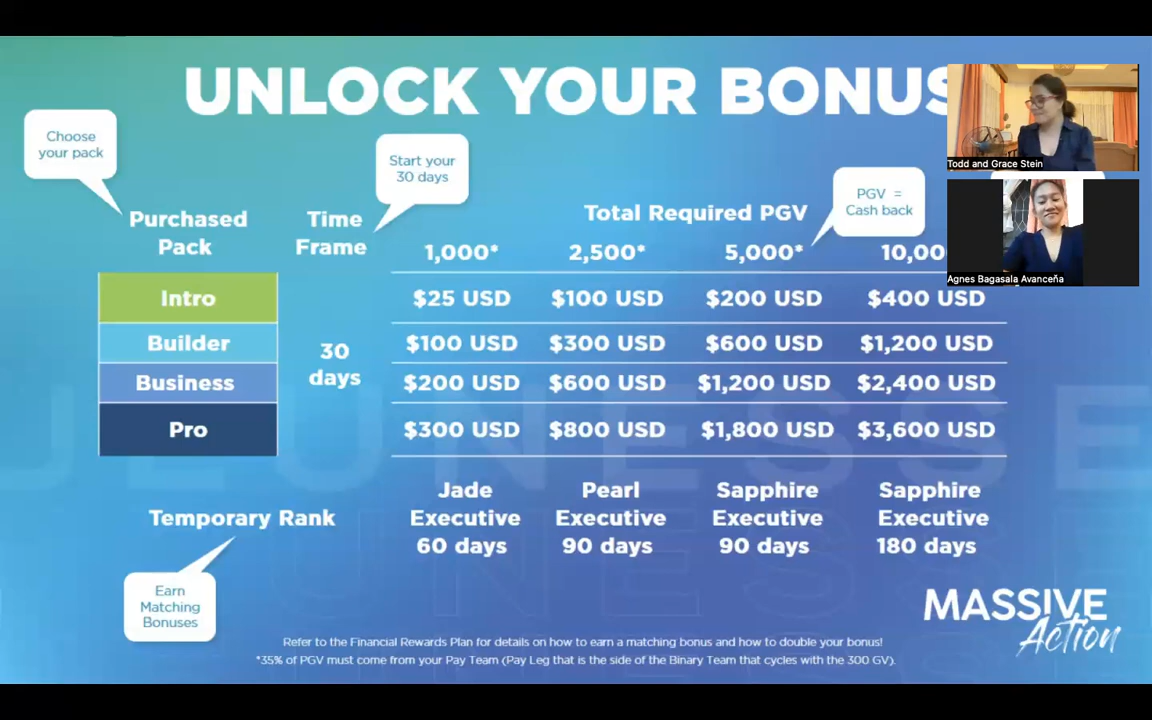 UNLOCK YOUR BONUS
Choose
your pack
Start your
30 days
PGV =
Cash back
Todd and Grace Stein
Agnes Bagasala Avanceña
Purchased
Pack
Time
Frame
Total Required PGV
1,000* 2,500* 5,000* 10,00
Intro $25 USD $100 USD $200 USD $400 USD
Builder $100 USD $300 USD $600 USD $1,200 USD
30
days
Business $200 USD $600 USD $1,200 USD $2,400 USD
Pro $300 USD $800 USD $1,800 USD $3,600 USD
JEUNESSE
Temporary Rank
Jade
Executive
60 days
Pearl
Executive
90 days
Sapphire
Executive
90 days
Sapphire
Executive
180 days
Earn
Matching
Bonuses
MASSIVE
Action
Refer to the Financial Rewards Plan for details on how to earn a matching bonus and how to double your bonus!
*35% of PGV must come from your Pay Team (Pay Leg that is the side of the Binary Team that cycles with the 300 GV).